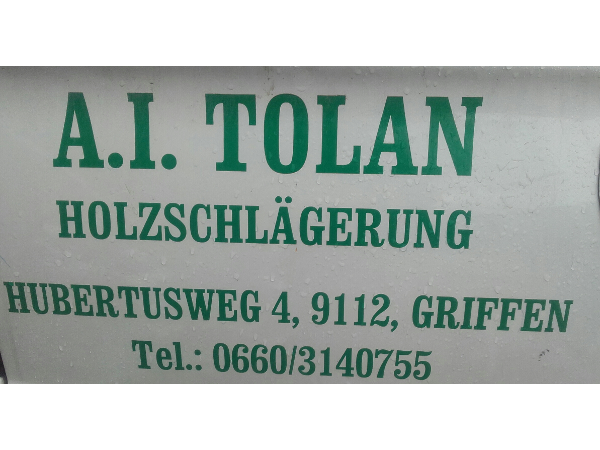 A.I. TOLAN
HOLZSCHLÄGERUNG
HUBERTUSWEG 4, 9112, GRIFFEN
Tel.: 0660/3140755